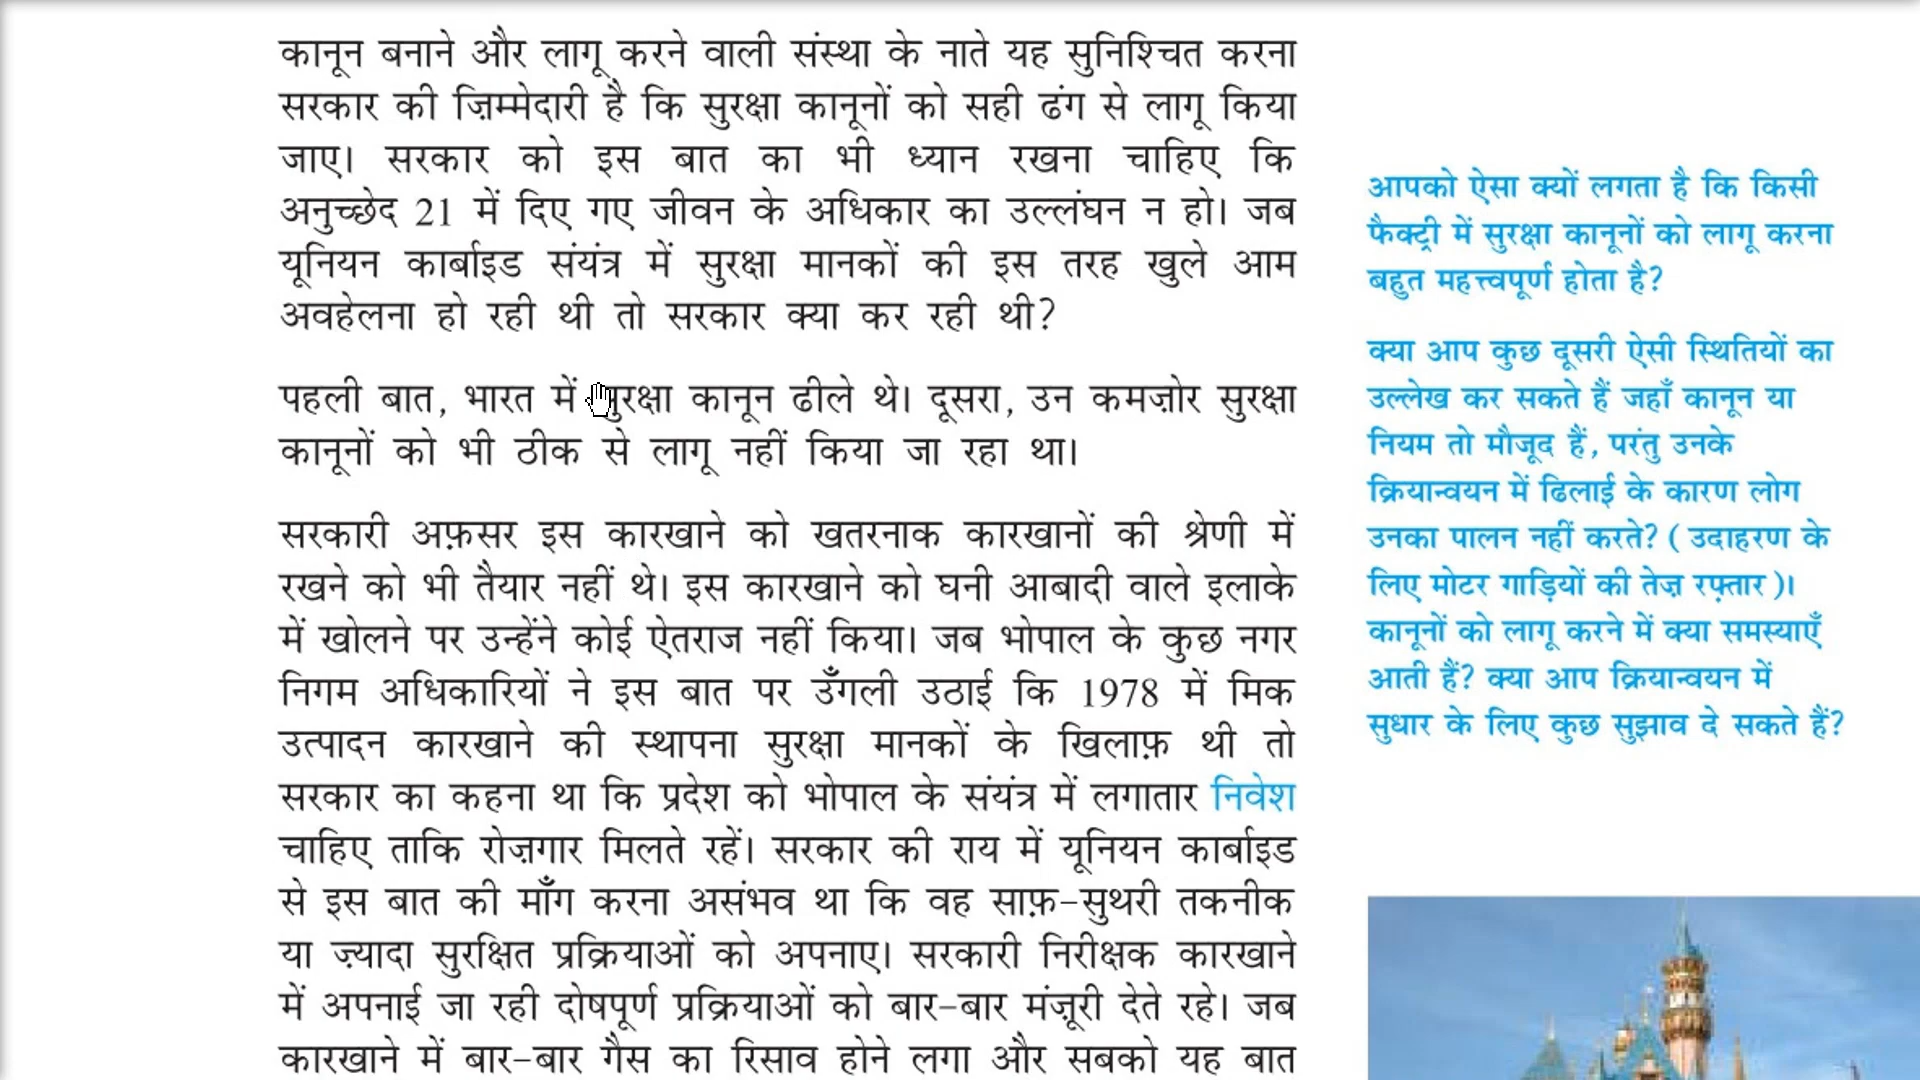 कानून बनाने और लागू करने वाली संस्था के नाते यह सुनिश्चित करना
सरकार की ज़िम्मेदारी है कि सुरक्षा कानूनों को सही ढंग से लागू किया
जाए। सरकार को इस बात का भी ध्यान रखना चाहिए कि
अनुच्छेद 21 में दिए गए जीवन के अधिकार का उल्लंघन न हो। जब
यूनियन कार्बाइड संयंत्र में सुरक्षा मानकों की इस तरह खुले आम
अवहेलना हो रही थी तो सरकार क्या कर रही थी?
पहली बात, भारत में सुरक्षा कानून ढीले थे। दूसरा, उन कमज़ोर सुरक्षा
कानूनों को भी ठीक से लागू नहीं किया जा रहा था।
सरकारी अफ़सर इस कारखाने को खतरनाक कारखानों की श्रेणी में
रखने को भी तैयार नहीं थे। इस कारखाने को घनी आबादी वाले इलाके
में खोलने पर उन्हेंने कोई ऐतराज नहीं किया। जब भोपाल के कुछ नगर
निगम अधिकारियों ने इस बात पर उँगली उठाई कि 1978 में मिक
उत्पादन कारखाने की स्थापना सुरक्षा मानकों के खिलाफ़ थी तो
सरकार का कहना था कि प्रदेश को भोपाल के संयंत्र में लगातार निवेश
चाहिए ताकि रोज़गार मिलते रहें। सरकार की राय में यूनियन कार्बाइड
से इस बात की माँग करना असंभव था कि वह साफ़-सुथरी तकनीक
या ज़्यादा सुरक्षित प्रक्रियाओं को अपनाए। सरकारी निरीक्षक कारखाने
में अपनाई जा रही दोषपूर्ण प्रक्रियाओं को बार-बार मंज़ूरी देते रहे। जब
कारखाने में बार-बार गैस का रिसाव होने लगा और सबको यह बात
आपको ऐसा क्यों लगता है कि किसी
फैक्ट्री में सुरक्षा कानूनों को लागू करना
बहुत महत्त्वपूर्ण होता है?
क्या आप कुछ दूसरी ऐसी स्थितियों का
उल्लेख कर सकते हैं जहाँ कानून या
नियम तो मौजूद हैं, परंतु उनके
क्रियान्वयन में ढिलाई के कारण लोग
उनका पालन नहीं करते? ( उदाहरण के
लिए मोटर गाड़ियों की तेज़ रफ़्तार )।
कानूनों को लागू करने में क्या समस्याएँ
आती हैं? क्या आप क्रियान्वयन में
सुधार के लिए कुछ सुझाव दे सकते हैं?